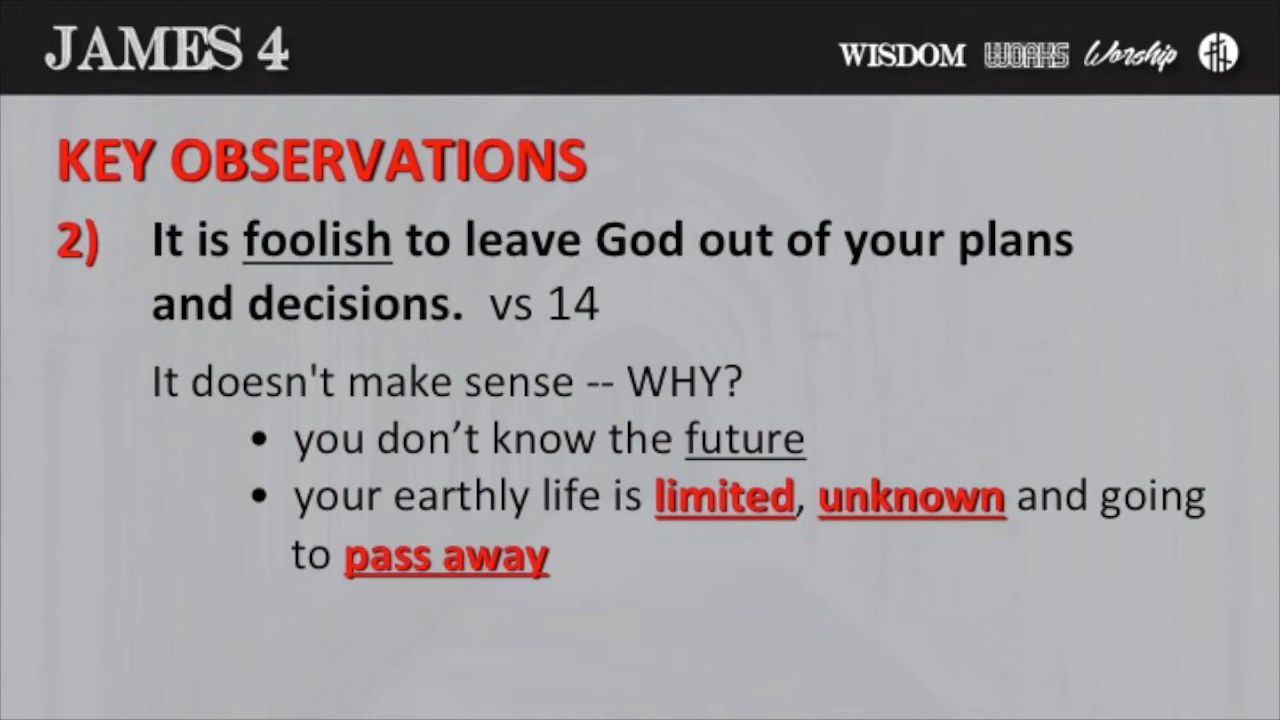 JAMES 4
WISDOM WORKS Worship
KEY OBSERVATIONS
2) It is foolish to leave God out of your plans
and decisions. vs 14
It doesn't make sense -- WHY?
• you don’t know the future
• your earthly life is limited, unknown and going
to pass away